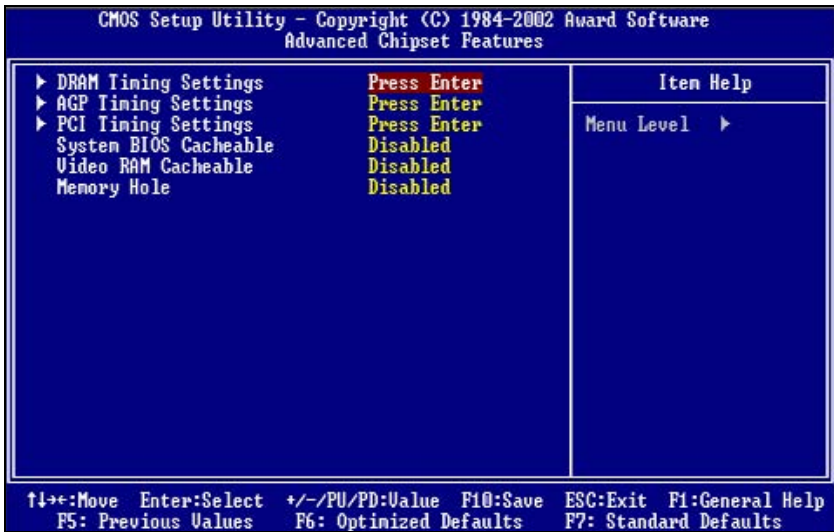 CMOS Setup Utility - Copyright (C) 1984-2002 Award Software
Advanced Chipset Features
▶ DRAM Timing Settings Press Enter
▶ AGP Timing Settings Press Enter
▶ PCI Timing Settings Press Enter
System BIOS Cacheable Disabled
Video RAM Cacheable Disabled
Memory Hole Disabled
Item Help
Menu Level ▶
↑↓→←:Move Enter:Select +/-/PU/PD:Value F10:Save ESC:Exit F1:General Help
F5: Previous Values F6: Optimized Defaults F7: Standard Defaults